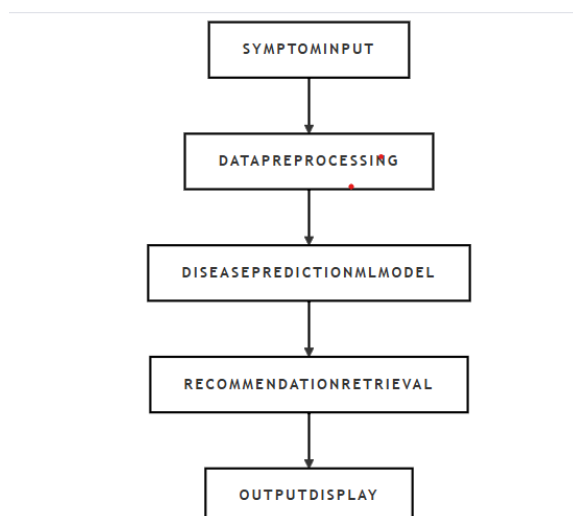 SYMPTOMINPUT
DATAPREPROCESSING
DISEASEPREDICTIONMLMODEL
RECOMMENDATIONRETRIEVAL
OUTPUTDISPLAY